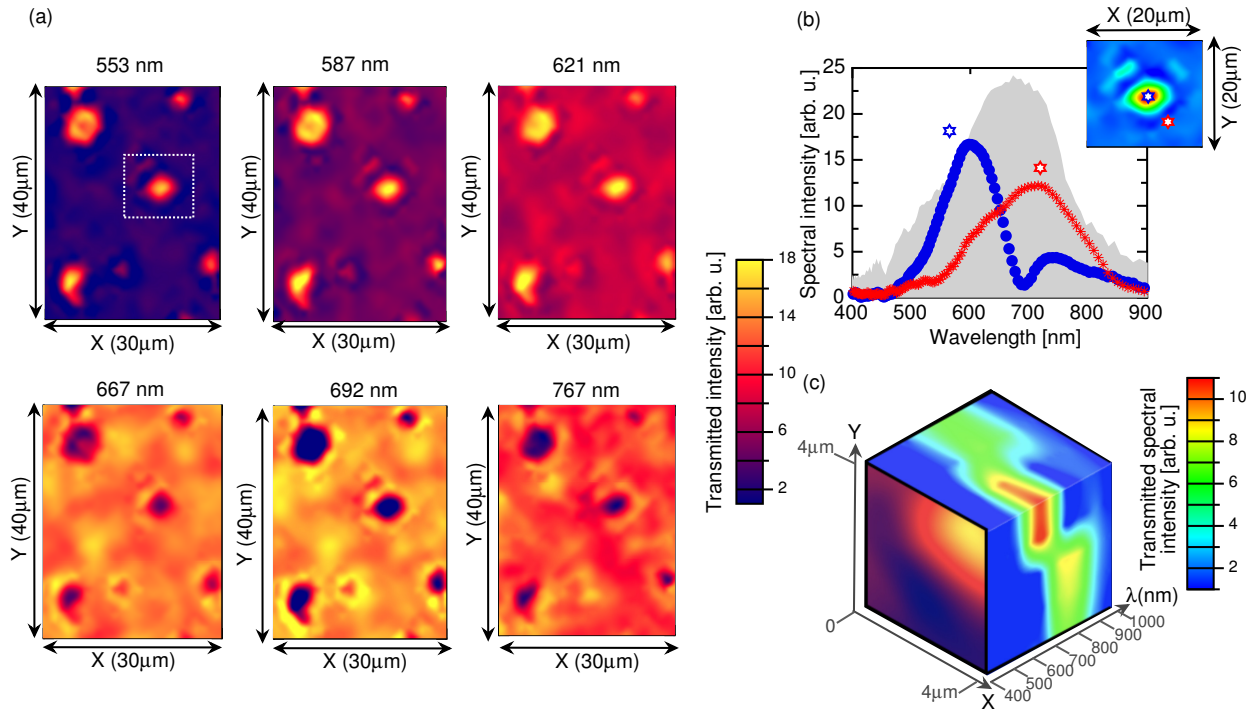 (a)
553 nm
587 nm
621 nm
Y (40μm)
Y (40μm)
Y (40μm)
X (30μm)
X (30μm)
X (30μm)
667 nm
692 nm
767 nm
Y (40μm)
Y (40μm)
Y (40μm)
X (30μm)
X (30μm)
X (30μm)
Transmitted intensity [arb. u.]
18
14
10
6
2
(b)
X (20μm)
Y (20μm)
Spectral intensity [arb. u.]
25
20
15
10
5
0
400
500
600
700
800
900
Wavelength [nm]
(c)
Y
4μm
0
4μm
X
400
500
600
700
800
900
1000
λ(nm)
Transmitted spectral
intensity [arb. u.]
10
8
6
4
2